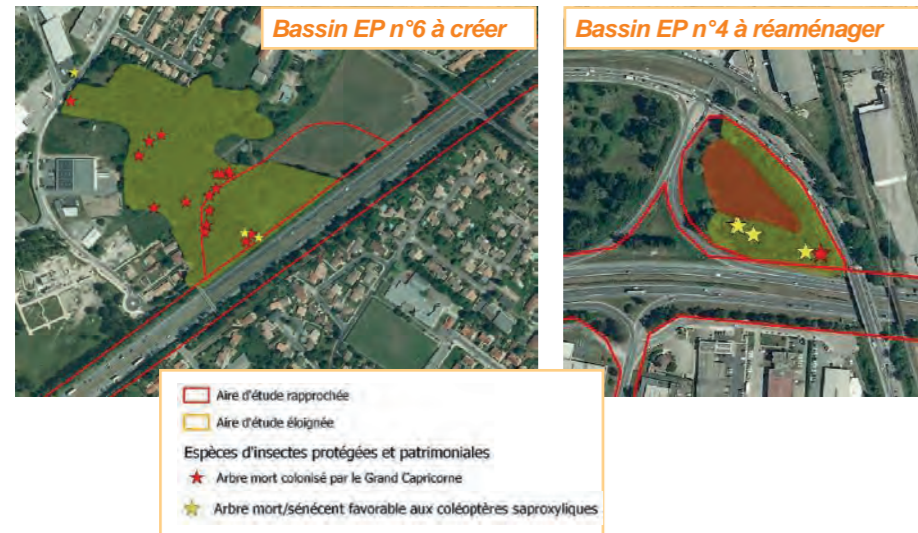 Bassin EP n°6 à créer
Bassin EP n°4 à réaménager
Aire d'étude rapprochée
Aire d'étude éloignée
Espèces d'insectes protégées et patrimoniales
Arbre mort colonisé par le Grand Capricorne
Arbre mort/sénécent favorable aux coléoptères saproxyliques